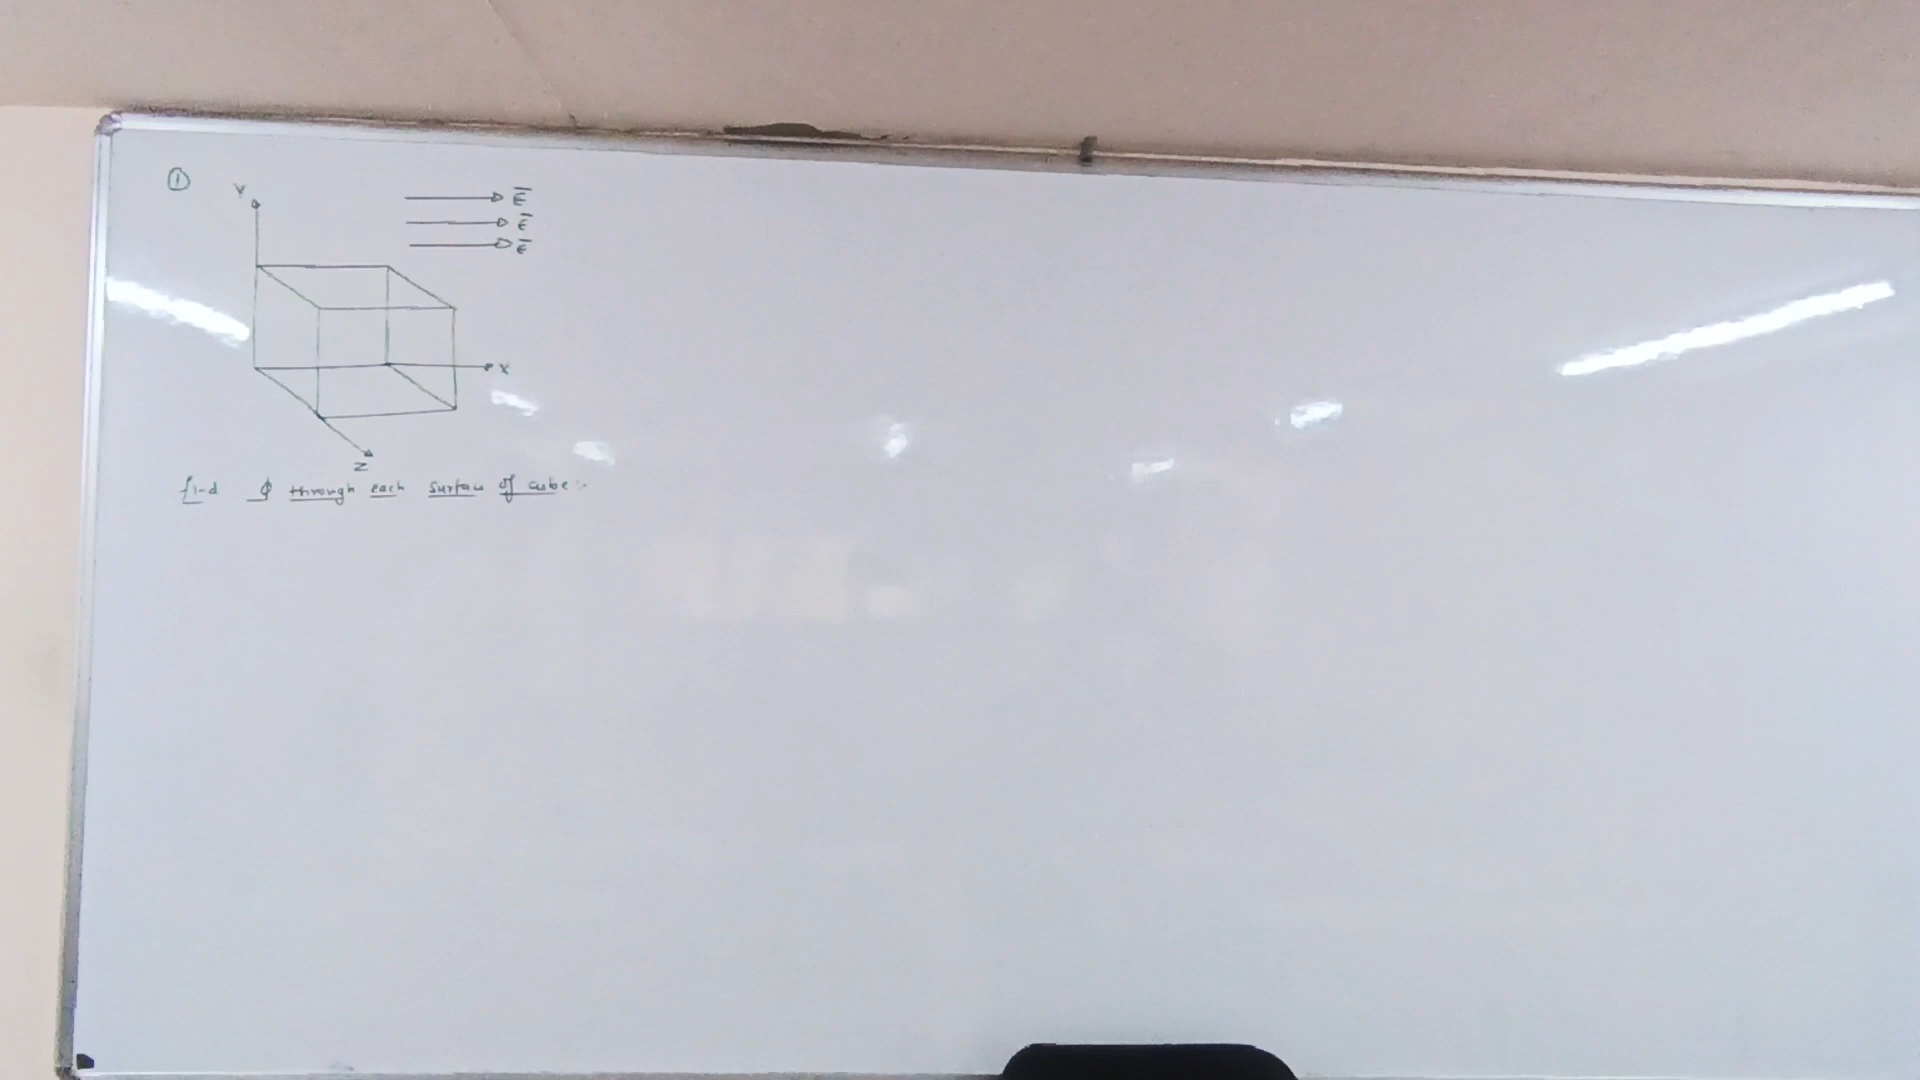 ①
Y
E
E
E
X
Z
find ϕ through each surface of cube :-